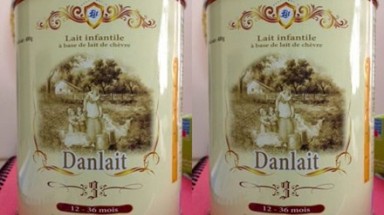 Lait infantile
à base de lait de chèvre
Danlait
3
12 - 36 mois
Lait infantile
à base de lait de chèvre
Danlait
3
12 - 36 mois